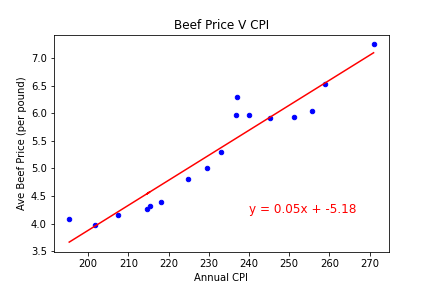 Beef Price V CPI
Ave Beef Price (per pound)
7.0
6.5
6.0
5.5
5.0
4.5
4.0
3.5
y = 0.05x + -5.18
200 210 220 230 240 250 260 270
Annual CPI